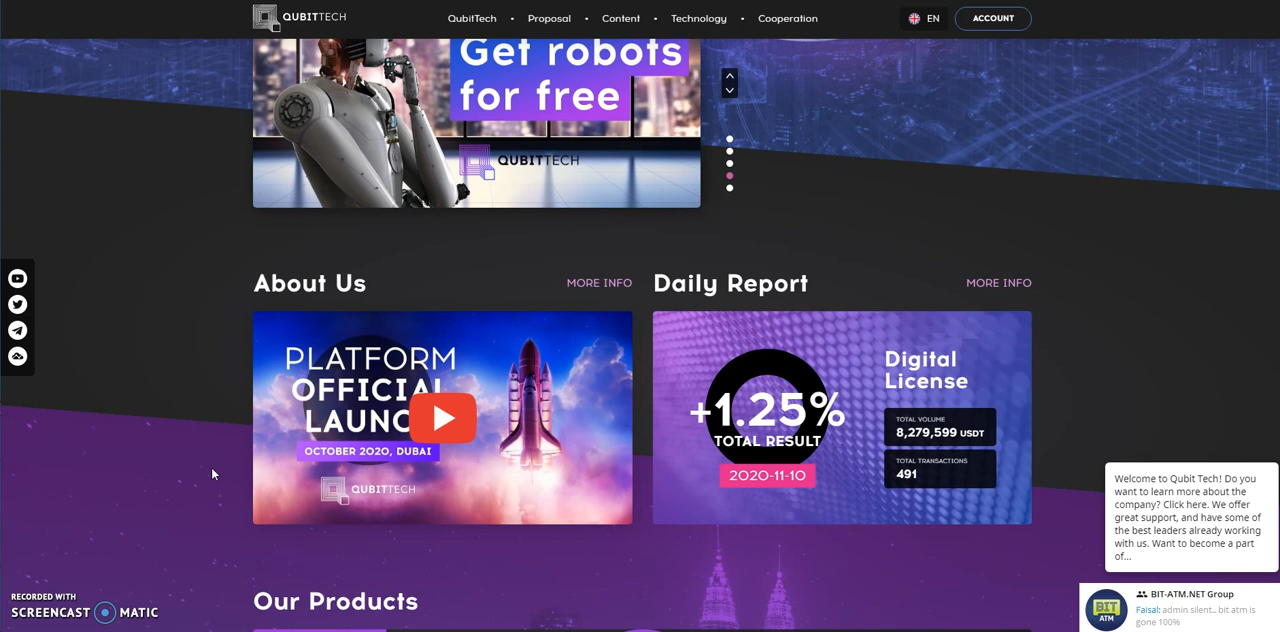 QUBITTECH
QubitTech • Proposal • Content • Technology • Cooperation
EN
ACCOUNT
Get robots
for free
QUBITTECH
About Us
MORE INFO
PLATFORM
OFFICIAL
LAUNC
OCTOBER 2020, DUBAI
QUBITTECH
Daily Report
MORE INFO
+1.25%
TOTAL RESULT
2020-11-10
Digital
License
TOTAL VOLUME
8,279,599 USDT
TOTAL TRANSACTIONS
491
Our Products
Welcome to Qubit Tech! Do you
want to learn more about the
company? Click here. We offer
great support, and have some of
the best leaders already working
with us. Want to become a part
of...
BIT-ATM.NET Group
Faisal: admin silent... bit atm is
gone 100%
BIT
ATM
RECORDED WITH
SCREENCAST MATIC